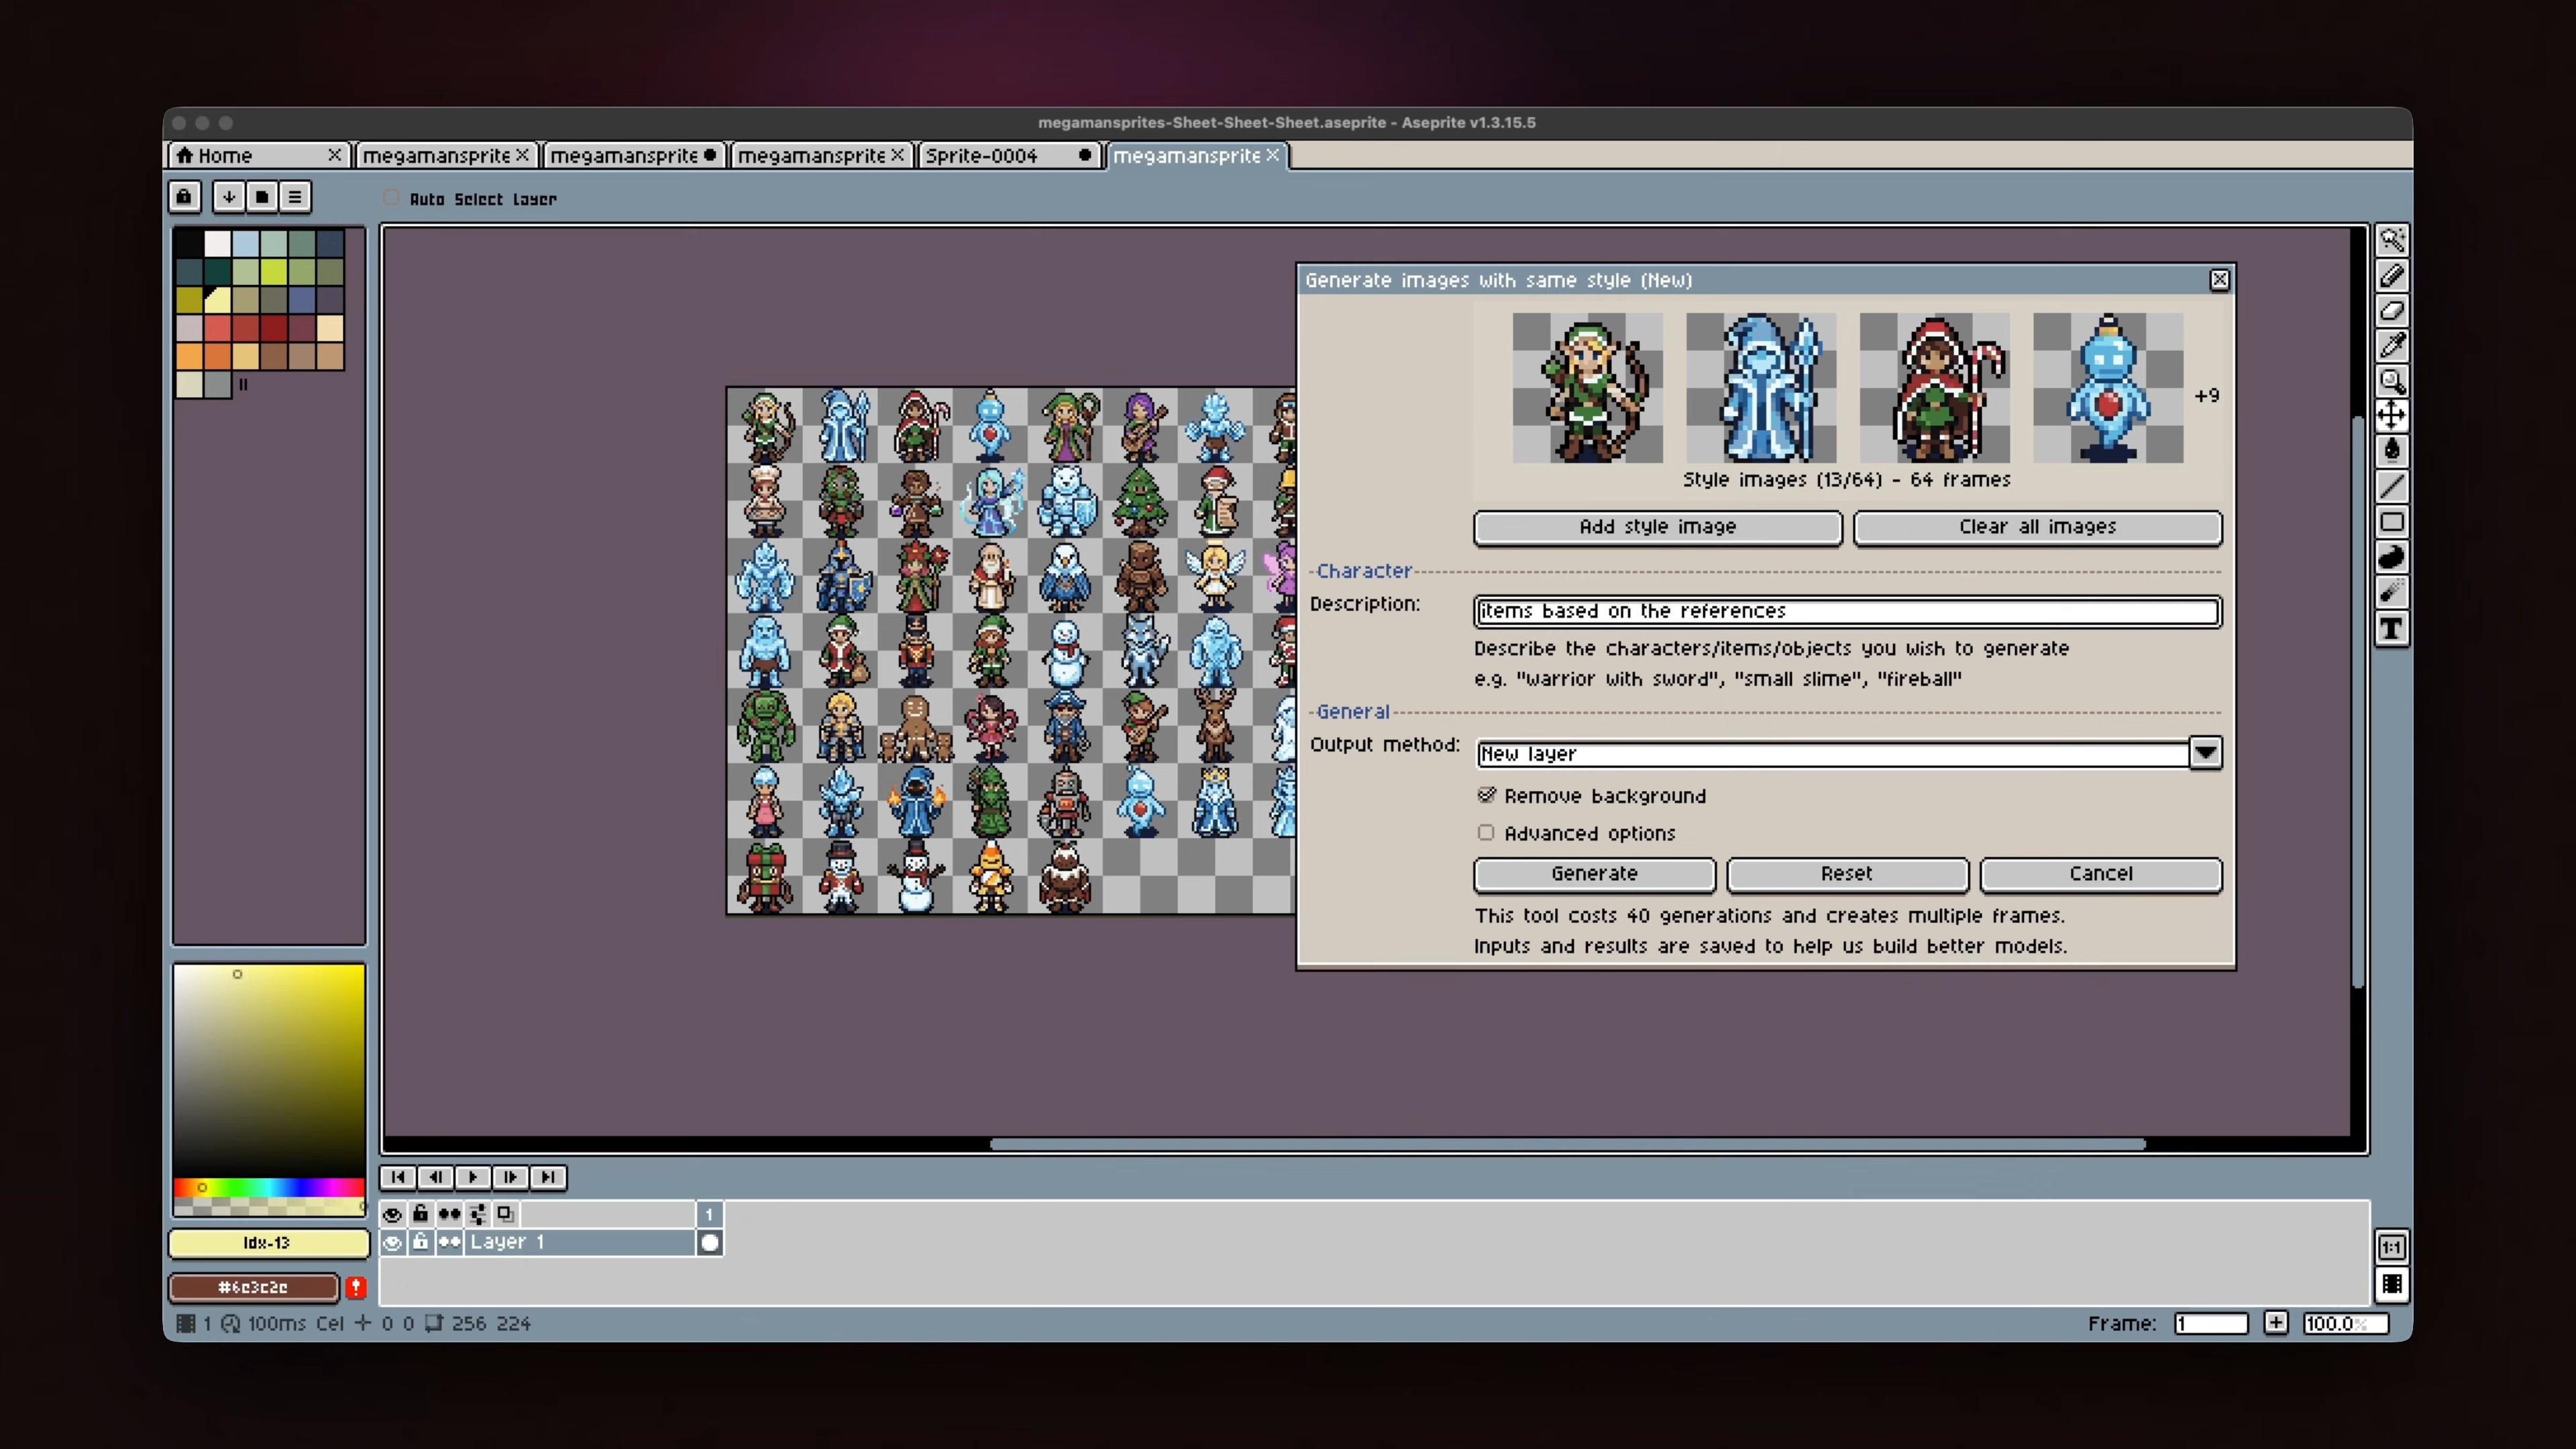 megamansprites-Sheet-Sheet-Sheet.aseprite - Aseprite v1.3.15.5
Home
megamansprite
megamansprite
megamansprite
Sprite-0004
megamansprite
Auto Select Layer
Generate images with same style (New)
+9
Style images (13/64) - 64 frames
Add style image
Clear all images
Character
Description:
items based on the references
Describe the characters/items/objects you wish to generate
e.g. "warrior with sword", "small slime", "fireball"
General
Output method:
New layer
Remove background
Advanced options
Generate
Reset
Cancel
This tool costs 40 generations and creates multiple frames.
Inputs and results are saved to help us build better models.
1
Layer 1
Idx-13
#6e3c2e
!
1 100ms Cel 0 0 256 224
Frame: 1
100.0%
1:1
T